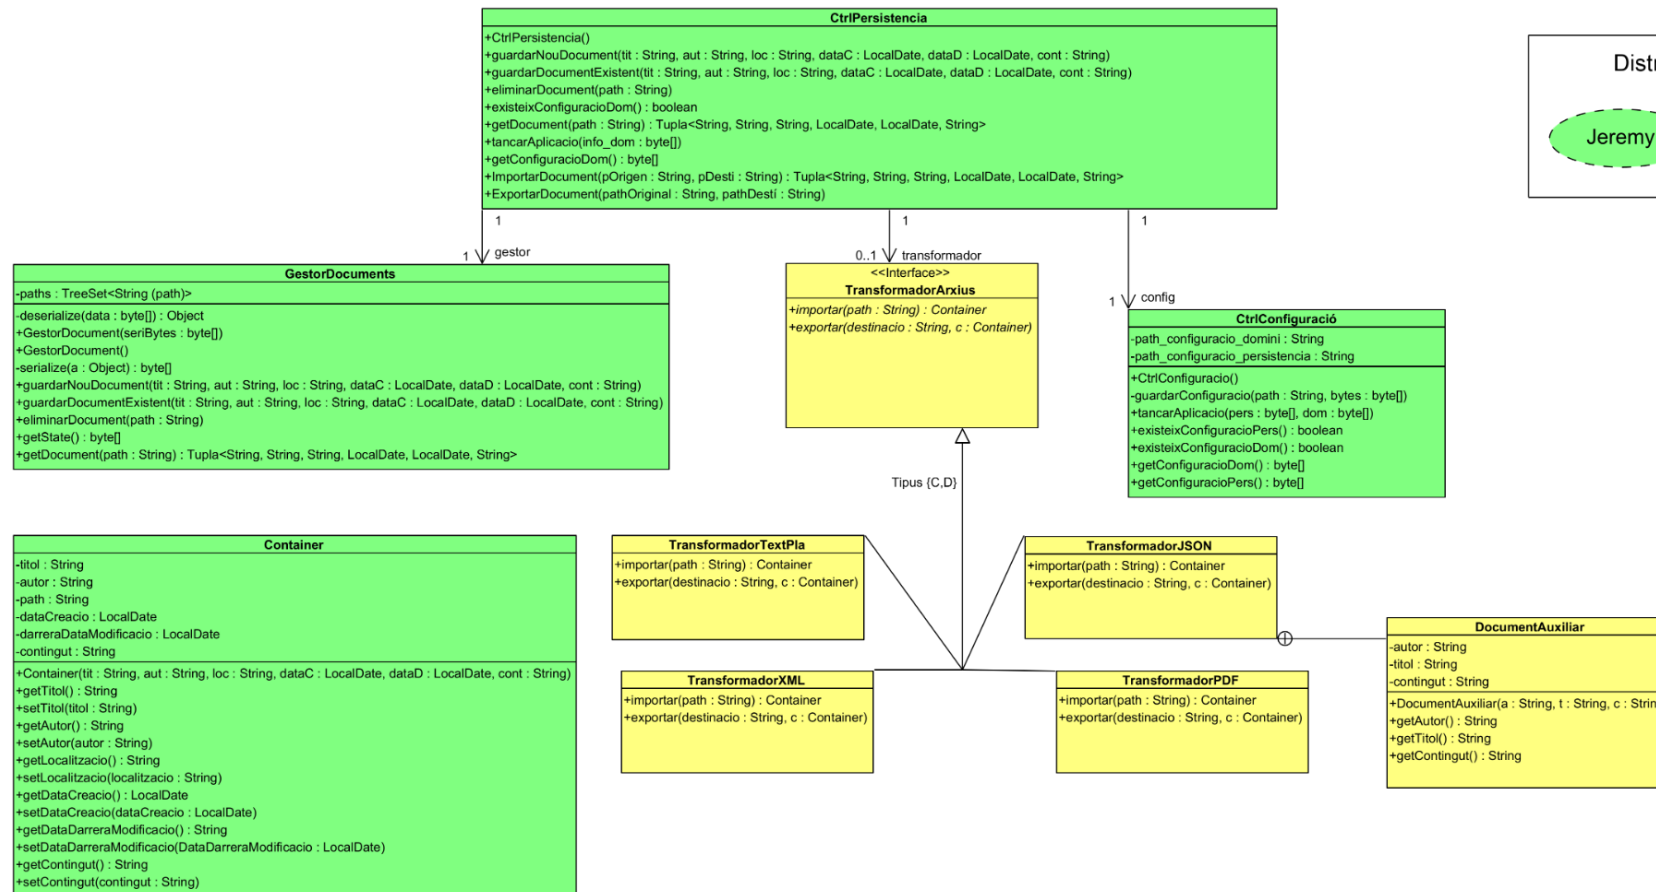 CtrlPersistencia
+CtrlPersistencia()
+guardarNouDocument(tit : String, aut : String, loc : String, dataC : LocalDate, dataD : LocalDate, cont : String)
+guardarDocumentExistent(tit : String, aut : String, loc : String, dataC : LocalDate, dataD : LocalDate, cont : String)
+eliminarDocument(path : String)
+existeixConfiguracioDom() : boolean
+getDocument(path : String) : Tupla<String, String, String, LocalDate, LocalDate, String>
+tancarAplicacio(info_dom : byte[])
+getConfiguracioDom() : byte[]
+ImportarDocument(pOrigen : String, pDesti : String) : Tupla<String, String, String, LocalDate, LocalDate, String>
+ExportarDocument(pathOriginal : String, pathDestí : String)
Distr
Jeremy
1
1
1
1 gestor
0..1 transformador
1 config
GestorDocuments
-paths : TreeSet<String (path)>
-deserialize(data : byte[]) : Object
+GestorDocument(seriBytes : byte[])
+GestorDocument()
-serialize(a : Object) : byte[]
+guardarNouDocument(tit : String, aut : String, loc : String, dataC : LocalDate, dataD : LocalDate, cont : String)
+guardarDocumentExistent(tit : String, aut : String, loc : String, dataC : LocalDate, dataD : LocalDate, cont : String)
+eliminarDocument(path : String)
+getState() : byte[]
+getDocument(path : String) : Tupla<String, String, String, LocalDate, LocalDate, String>
<<Interface>>
TransformadorArxius
+importar(path : String) : Container
+exportar(destinacio : String, c : Container)
CtrlConfiguració
-path_configuracio_domini : String
-path_configuracio_persistencia : String
+CtrlConfiguracio()
-guardarConfiguracio(path : String, bytes : byte[])
+tancarAplicacio(pers : byte[], dom : byte[])
+existeixConfiguracioPers() : boolean
+existeixConfiguracioDom() : boolean
+getConfiguracioDom() : byte[]
+getConfiguracioPers() : byte[]
Tipus {C,D}
Container
-titol : String
-autor : String
-path : String
-dataCreacio : LocalDate
-darreraDataModificacio : LocalDate
-contingut : String
+Container(tit : String, aut : String, loc : String, dataC : LocalDate, dataD : LocalDate, cont : String)
+getTitol() : String
+setTitol(titol : String)
+getAutor() : String
+setAutor(autor : String)
+getLocalitzacio() : String
+setLocalitzacio(localitzacio : String)
+getDataCreacio() : LocalDate
+setDataCreacio(dataCreacio : LocalDate)
+getDataDarreraModificacio() : String
+setDataDarreraModificacio(DataDarreraModificacio : LocalDate)
+getContingut() : String
+setContingut(contingut : String)
TransformadorTextPla
+importar(path : String) : Container
+exportar(destinacio : String, c : Container)
TransformadorJSON
+importar(path : String) : Container
+exportar(destinacio : String, c : Container)
TransformadorXML
+importar(path : String) : Container
+exportar(destinacio : String, c : Container)
TransformadorPDF
+importar(path : String) : Container
+exportar(destinacio : String, c : Container)
DocumentAuxiliar
-autor : String
-titol : String
-contingut : String
+DocumentAuxiliar(a : String, t : String, c : Strin
+getAutor() : String
+getTitol() : String
+getContingut() : String